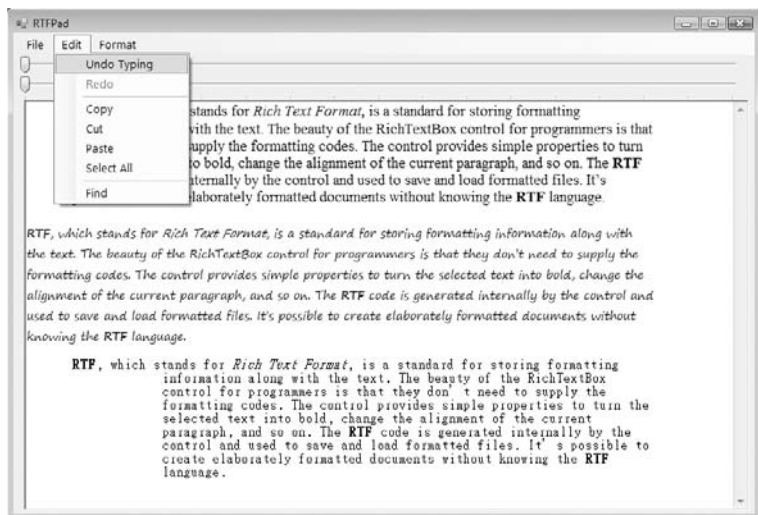 RTFPad
File Edit Format
Undo Typing
Redo
Copy
Cut
Paste
Select All
Find
stands for Rich Text Format, is a standard for storing formatting
with the text. The beauty of the RichTextBox control for programmers is that
supply the formatting codes. The control provides simple properties to turn
to bold, change the alignment of the current paragraph, and so on. The RTF
internally by the control and used to save and load formatted files. It's
elaborately formatted documents without knowing the RTF language.
RTF, which stands for Rich Text Format, is a standard for storing formatting information along with
the text. The beauty of the RichTextBox control for programmers is that they don't need to supply the
formatting codes. The control provides simple properties to turn the selected text into bold, change the
alignment of the current paragraph, and so on. The RTF code is generated internally by the control and
used to save and load formatted files. It's possible to create elaborately formatted documents without
knowing the RTF language.
RTF, which stands for Rich Text Format, is a standard for storing formatting
information along with the text. The beauty of the RichTextBox
control for programmers is that they don't need to supply the
formatting codes. The control provides simple properties to turn the
selected text into bold, change the alignment of the current
paragraph, and so on. The RTF code is generated internally by the
control and used to save and load formatted files. It's possible to
create elaborately formatted documents without knowing the RTF
language.